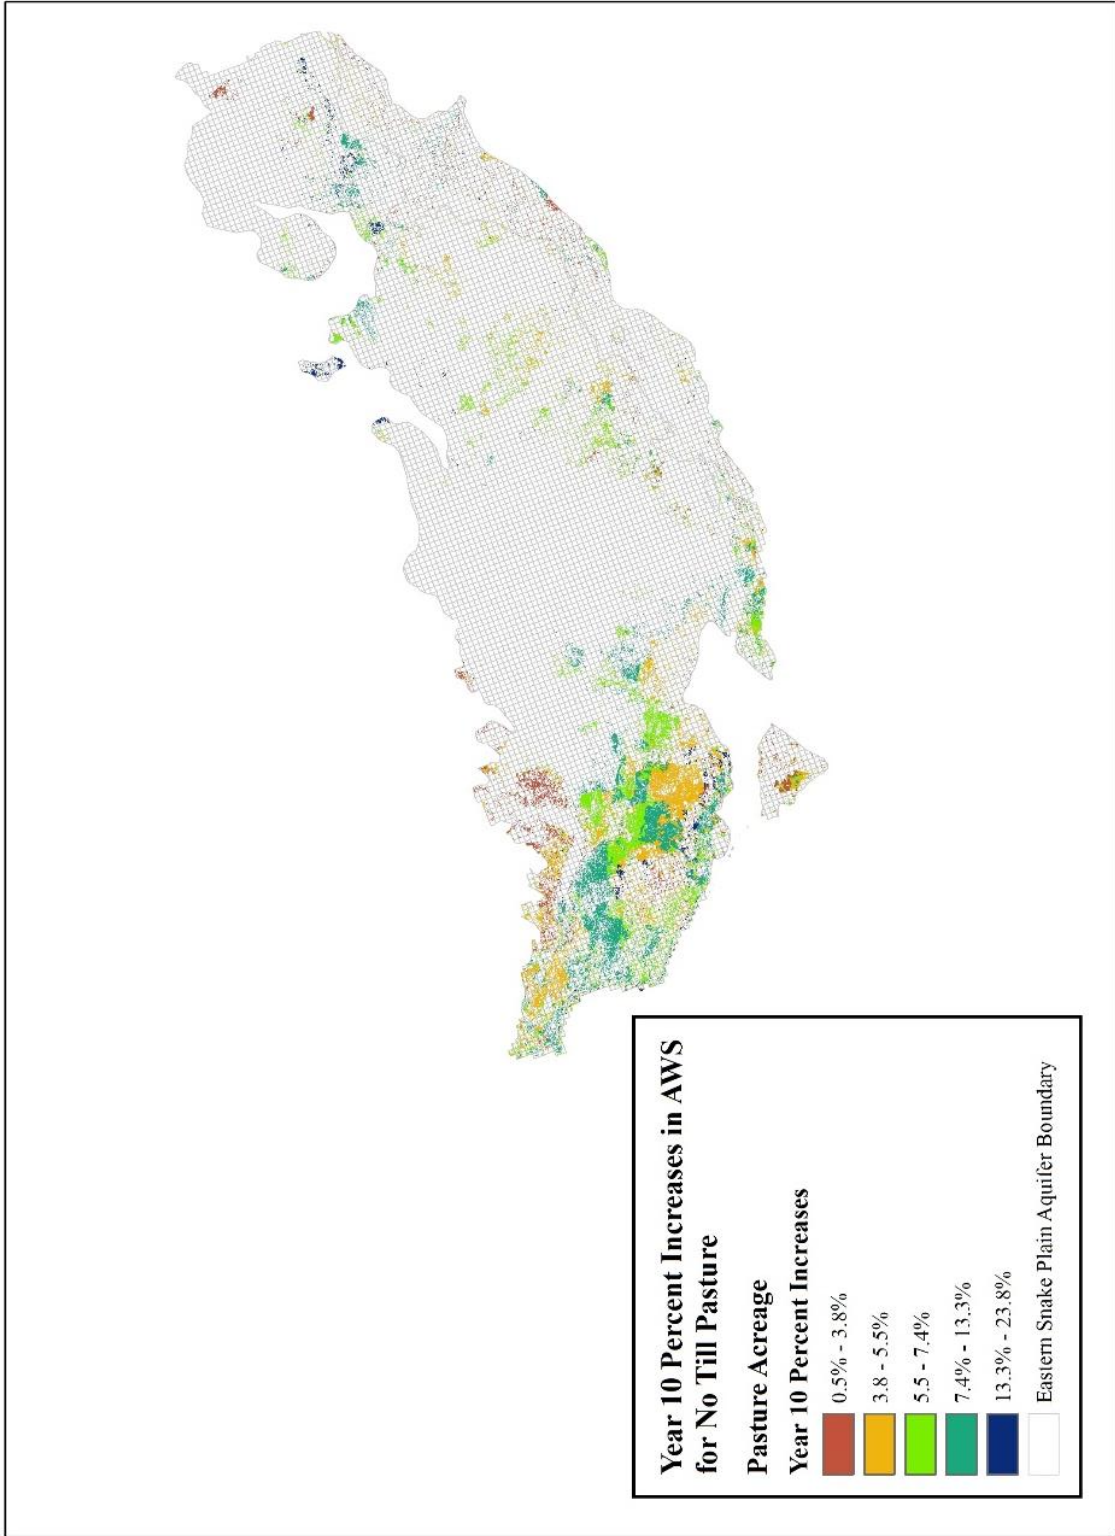 Year 10 Percent Increases in AWS
for No Till Pasture
Pasture Acreage
Year 10 Percent Increases
0.5% - 3.8%
3.8 - 5.5%
5.5 - 7.4%
7.4% - 13.3%
13.3% - 23.8%
Eastern Snake Plain Aquifer Boundary